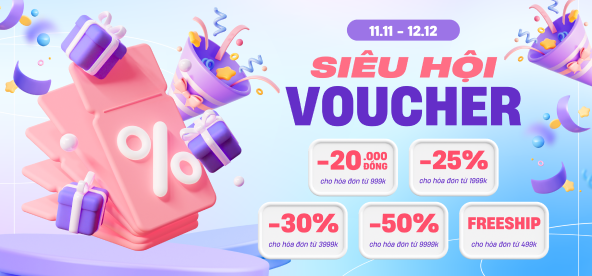 11.11 - 12.12
SIÊU HỘI
VOUCHER
%
-20.000 ĐỒNG
cho hóa đơn từ 999k
-25%
cho hóa đơn từ 1999k
-30%
cho hóa đơn từ 3999k
-50%
cho hóa đơn từ 9999k
FREESHIP
cho hóa đơn từ 499k